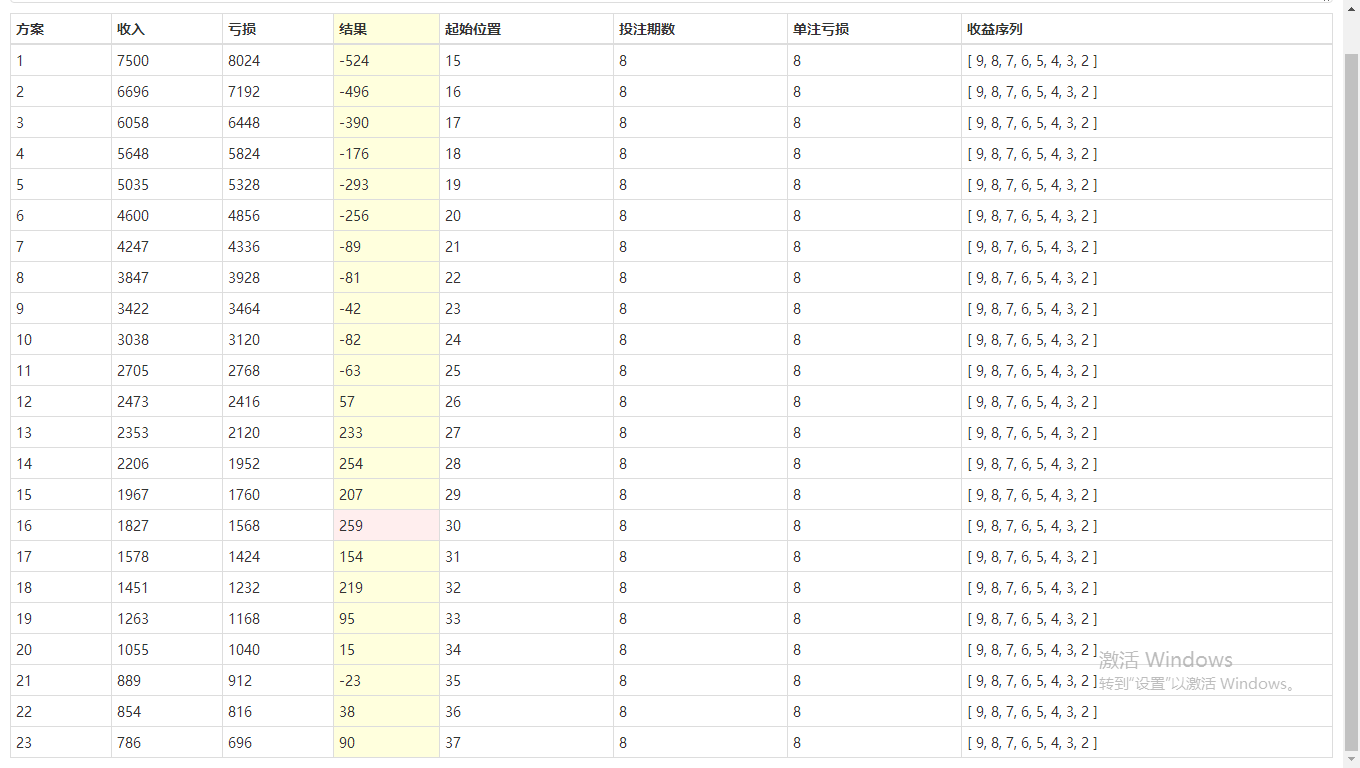 方案 收入 亏损 结果 起始位置 投注期数 单注亏损 收益序列
1 7500 8024 -524 15 8 8 [ 9, 8, 7, 6, 5, 4, 3, 2 ]
2 6696 7192 -496 16 8 8 [ 9, 8, 7, 6, 5, 4, 3, 2 ]
3 6058 6448 -390 17 8 8 [ 9, 8, 7, 6, 5, 4, 3, 2 ]
4 5648 5824 -176 18 8 8 [ 9, 8, 7, 6, 5, 4, 3, 2 ]
5 5035 5328 -293 19 8 8 [ 9, 8, 7, 6, 5, 4, 3, 2 ]
6 4600 4856 -256 20 8 8 [ 9, 8, 7, 6, 5, 4, 3, 2 ]
7 4247 4336 -89 21 8 8 [ 9, 8, 7, 6, 5, 4, 3, 2 ]
8 3847 3928 -81 22 8 8 [ 9, 8, 7, 6, 5, 4, 3, 2 ]
9 3422 3464 -42 23 8 8 [ 9, 8, 7, 6, 5, 4, 3, 2 ]
10 3038 3120 -82 24 8 8 [ 9, 8, 7, 6, 5, 4, 3, 2 ]
11 2705 2768 -63 25 8 8 [ 9, 8, 7, 6, 5, 4, 3, 2 ]
12 2473 2416 57 26 8 8 [ 9, 8, 7, 6, 5, 4, 3, 2 ]
13 2353 2120 233 27 8 8 [ 9, 8, 7, 6, 5, 4, 3, 2 ]
14 2206 1952 254 28 8 8 [ 9, 8, 7, 6, 5, 4, 3, 2 ]
15 1967 1760 207 29 8 8 [ 9, 8, 7, 6, 5, 4, 3, 2 ]
16 1827 1568 259 30 8 8 [ 9, 8, 7, 6, 5, 4, 3, 2 ]
17 1578 1424 154 31 8 8 [ 9, 8, 7, 6, 5, 4, 3, 2 ]
18 1451 1232 219 32 8 8 [ 9, 8, 7, 6, 5, 4, 3, 2 ]
19 1263 1168 95 33 8 8 [ 9, 8, 7, 6, 5, 4, 3, 2 ]
20 1055 1040 15 34 8 8 [ 9, 8, 7, 6, 5, 4, 3, 2 ]
激活 Windows
21 889 912 -23 35 8 8 [ 9, 8, 7, 6, 5, 4, 3, 2 ]
转到"设置"以激活 Windows。
22 854 816 38 36 8 8 [ 9, 8, 7, 6, 5, 4, 3, 2 ]
23 786 696 90 37 8 8 [ 9, 8, 7, 6, 5, 4, 3, 2 ]